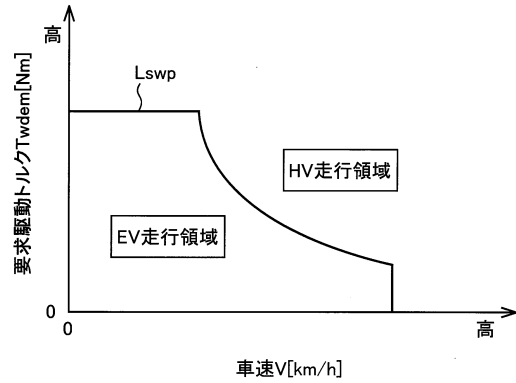 高
Lswp
要求駆動トルクTwdem[Nm]
HV走行領域
EV走行領域
0
0
高
車速V[km/h]